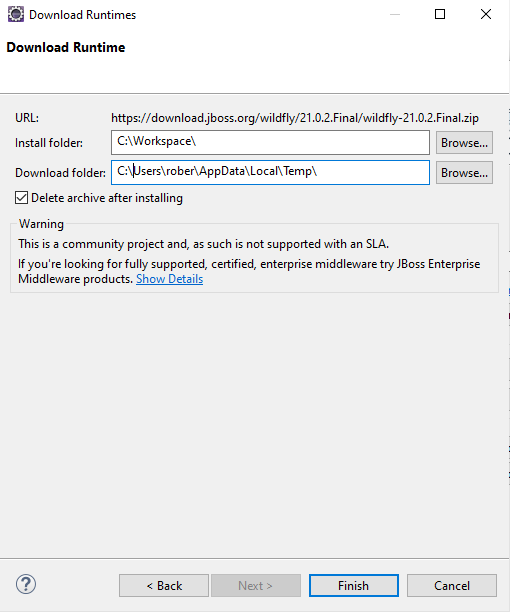 Download Runtimes
Download Runtime
URL: https://download.jboss.org/wildfly/21.0.2.Final/wildfly-21.0.2.Final.zip
Install folder: C:\Workspace\ Browse...
Download folder: C:\Users\rober\AppData\Local\Temp\ Browse...
Delete archive after installing
Warning
This is a community project and, as such is not supported with an SLA.
If you're looking for fully supported, certified, enterprise middleware try JBoss Enterprise
Middleware products. Show Details
? < Back Next > Finish Cancel